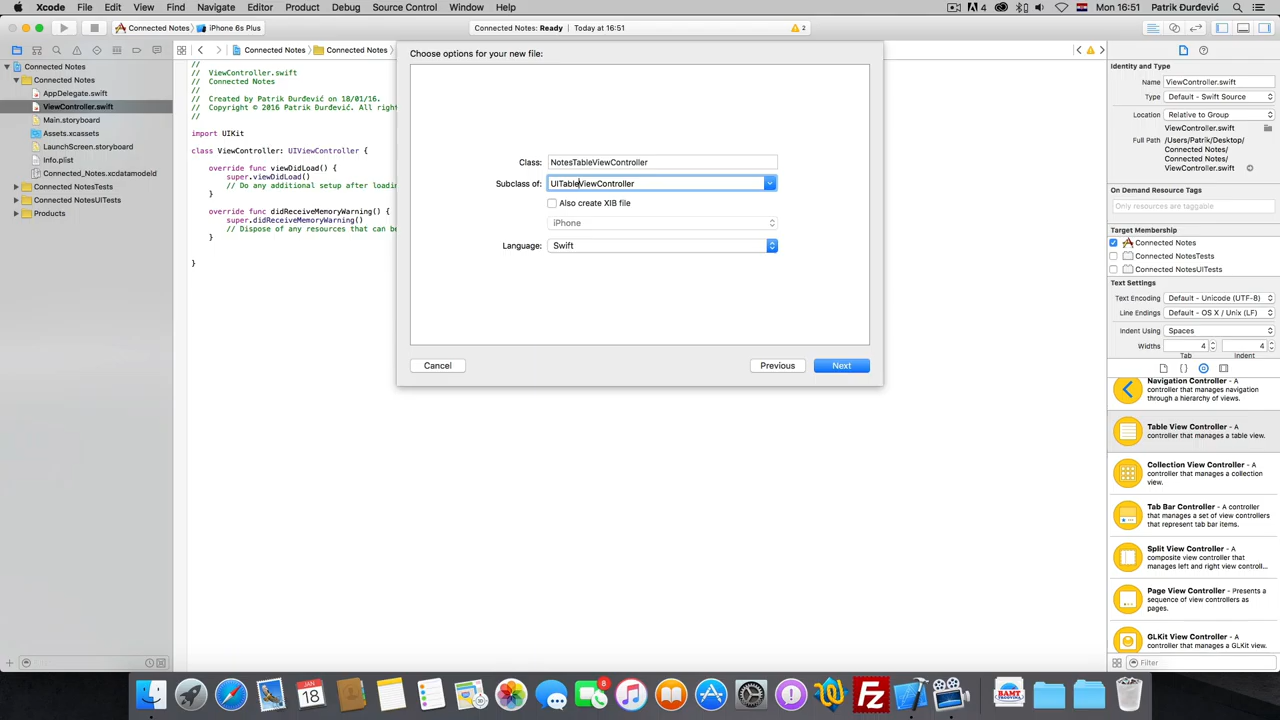 Xcode File Edit View Find Navigate Editor Product Debug Source Control Window Help
4 Mon 16:51 Patrik Đurđević
Connected Notes iPhone 6s Plus
Connected Notes: Ready Today at 16:51 2
Connected Notes Connected Notes
Connected Notes
Connected Notes
AppDelegate.swift
ViewController.swift
Main.storyboard
Assets.xcassets
LaunchScreen.storyboard
Info.plist
Connected_Notes.xcdatamodeld
Connected NotesTests
Connected NotesUITests
Products
//
// ViewController.swift
// Connected Notes
//
// Created by Patrik Đurđević on 18/01/16.
// Copyright © 2016 Patrik Đurđević. All righ
//
import UIKit
class ViewController: UIViewController {
override func viewDidLoad() {
super.viewDidLoad()
// Do any additional setup after loadin
}
override func didReceiveMemoryWarning() {
super.didReceiveMemoryWarning()
// Dispose of any resources that can be
}
}
Choose options for your new file:
Class: NotesTableViewController
Subclass of: UITableViewController
Also create XIB file
iPhone
Language: Swift
Cancel
Previous
Next
Identity and Type
Name ViewController.swift
Type Default - Swift Source
Location Relative to Group
ViewController.swift
Full Path /Users/Patrik/Desktop/
Connected Notes/
Connected Notes/
ViewController.swift
On Demand Resource Tags
Only resources are taggable
Target Membership
Connected Notes
Connected NotesTests
Connected NotesUITests
Text Settings
Text Encoding Default - Unicode (UTF-8)
Line Endings Default - OS X / Unix (LF)
Indent Using Spaces
Widths 4 4
Tab Indent
Navigation Controller - A
controller that manages navigation
through a hierarchy of views.
Table View Controller - A
controller that manages a table view.
Collection View Controller - A
controller that manages a collection
view.
Tab Bar Controller - A controller
that manages a set of view controllers
that represent tab bar items.
Split View Controller - A
composite view controller that
manages left and right view controll...
Page View Controller - Presents a
sequence of view controllers as
pages.
GLKit View Controller - A
controller that manages a GLKit view.
Filter
JAN
18
8
Fz
BAMT